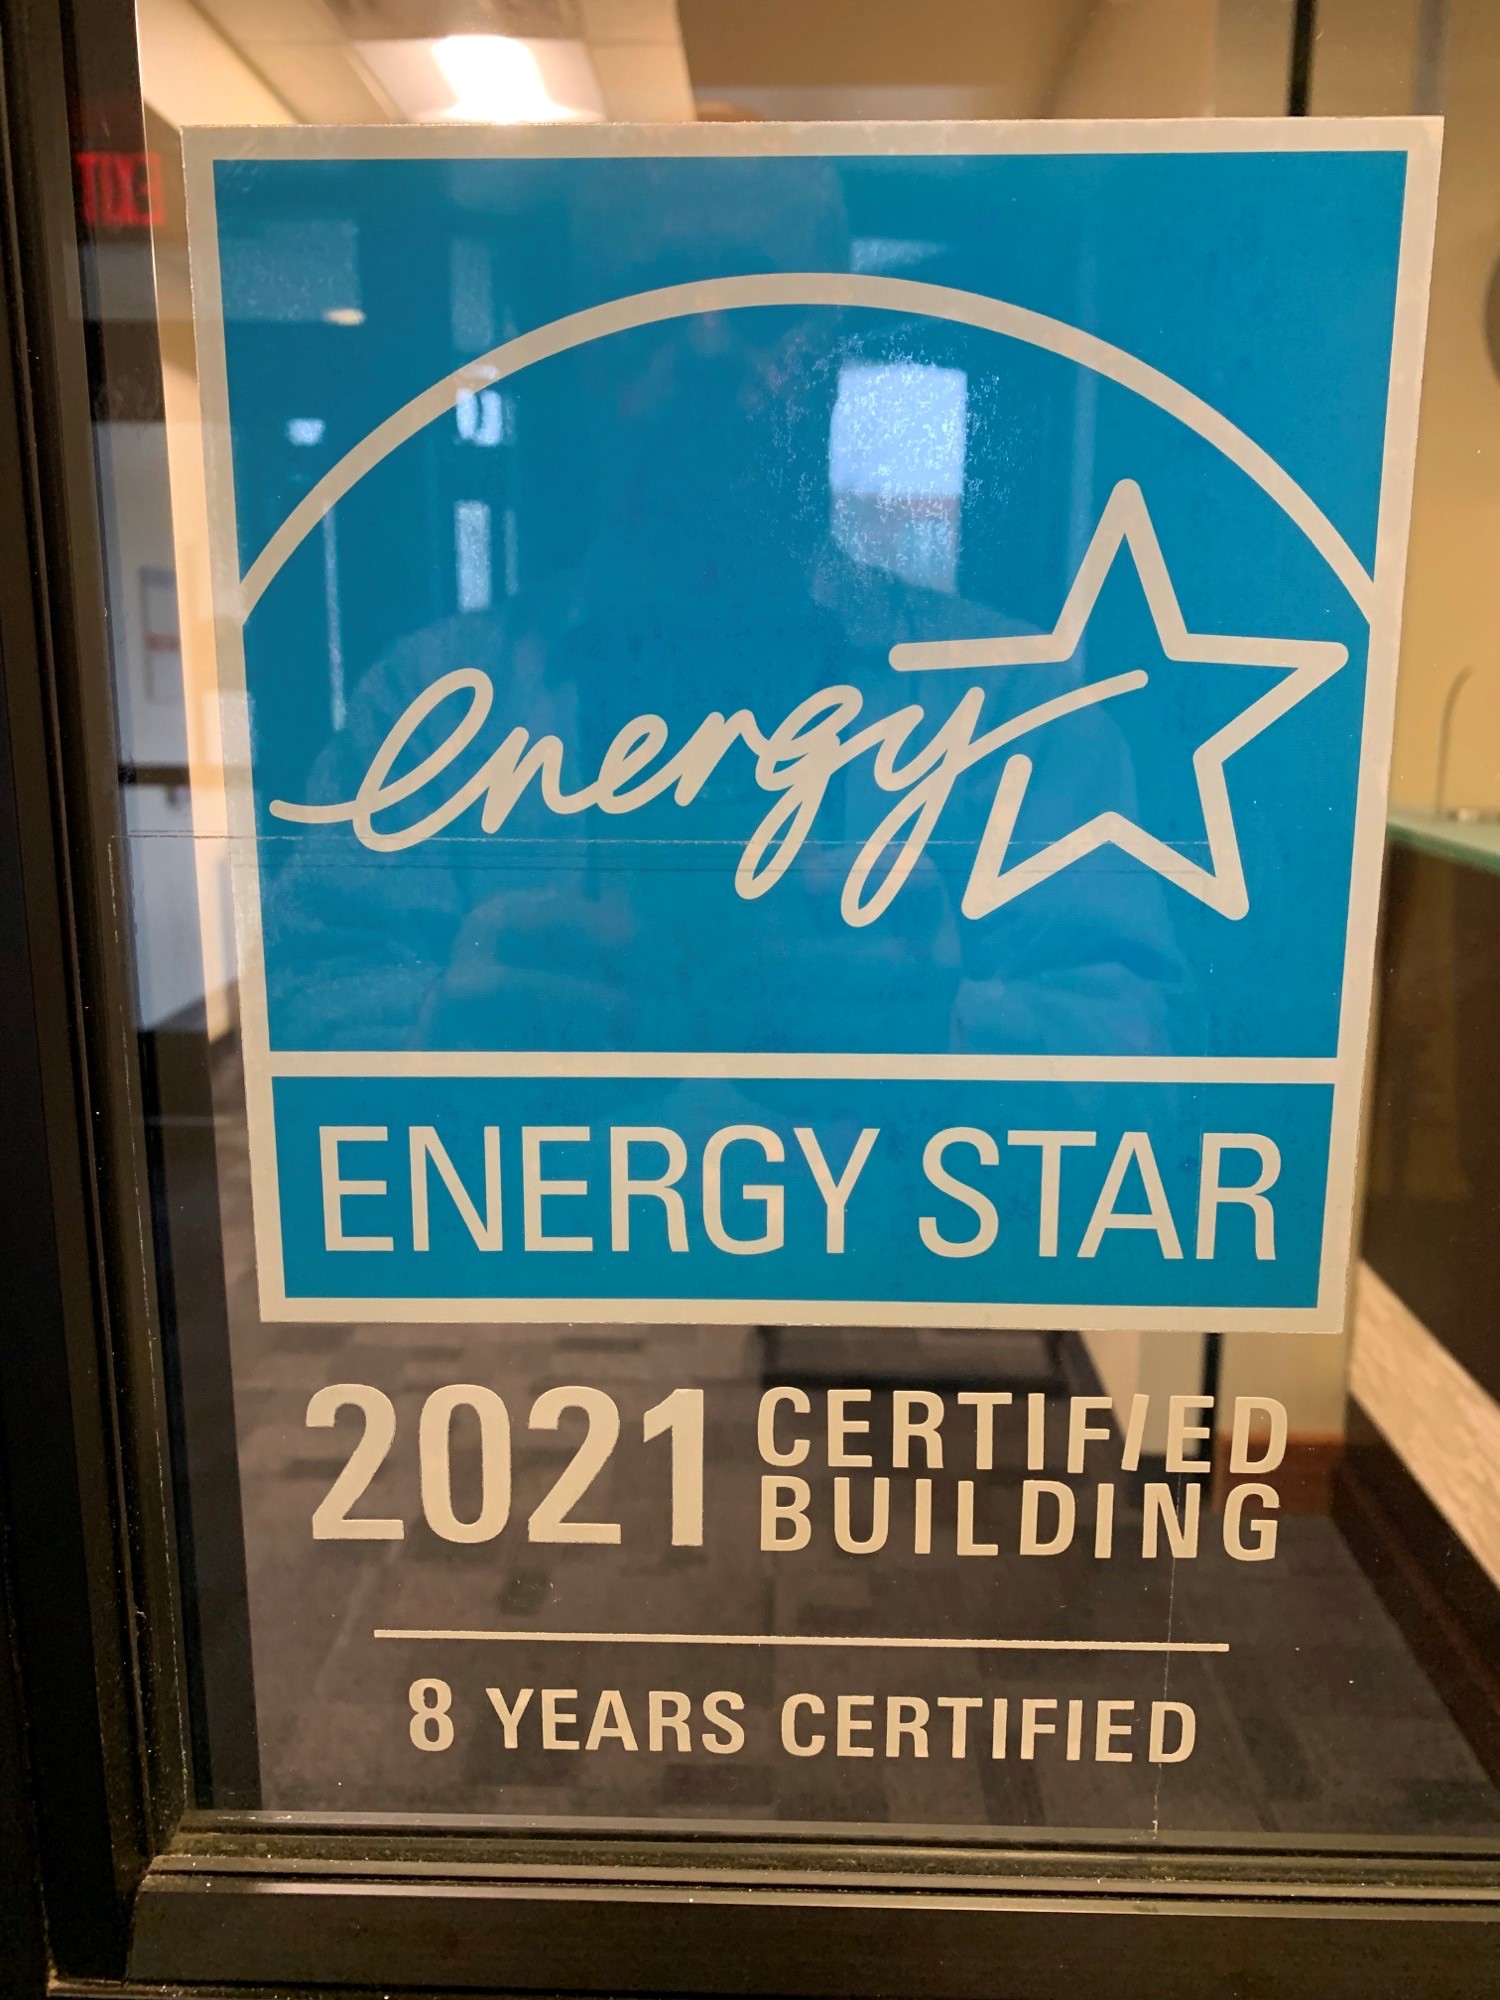 EXIT
energy
ENERGY STAR
2021 CERTIFIED
BUILDING
8 YEARS CERTIFIED